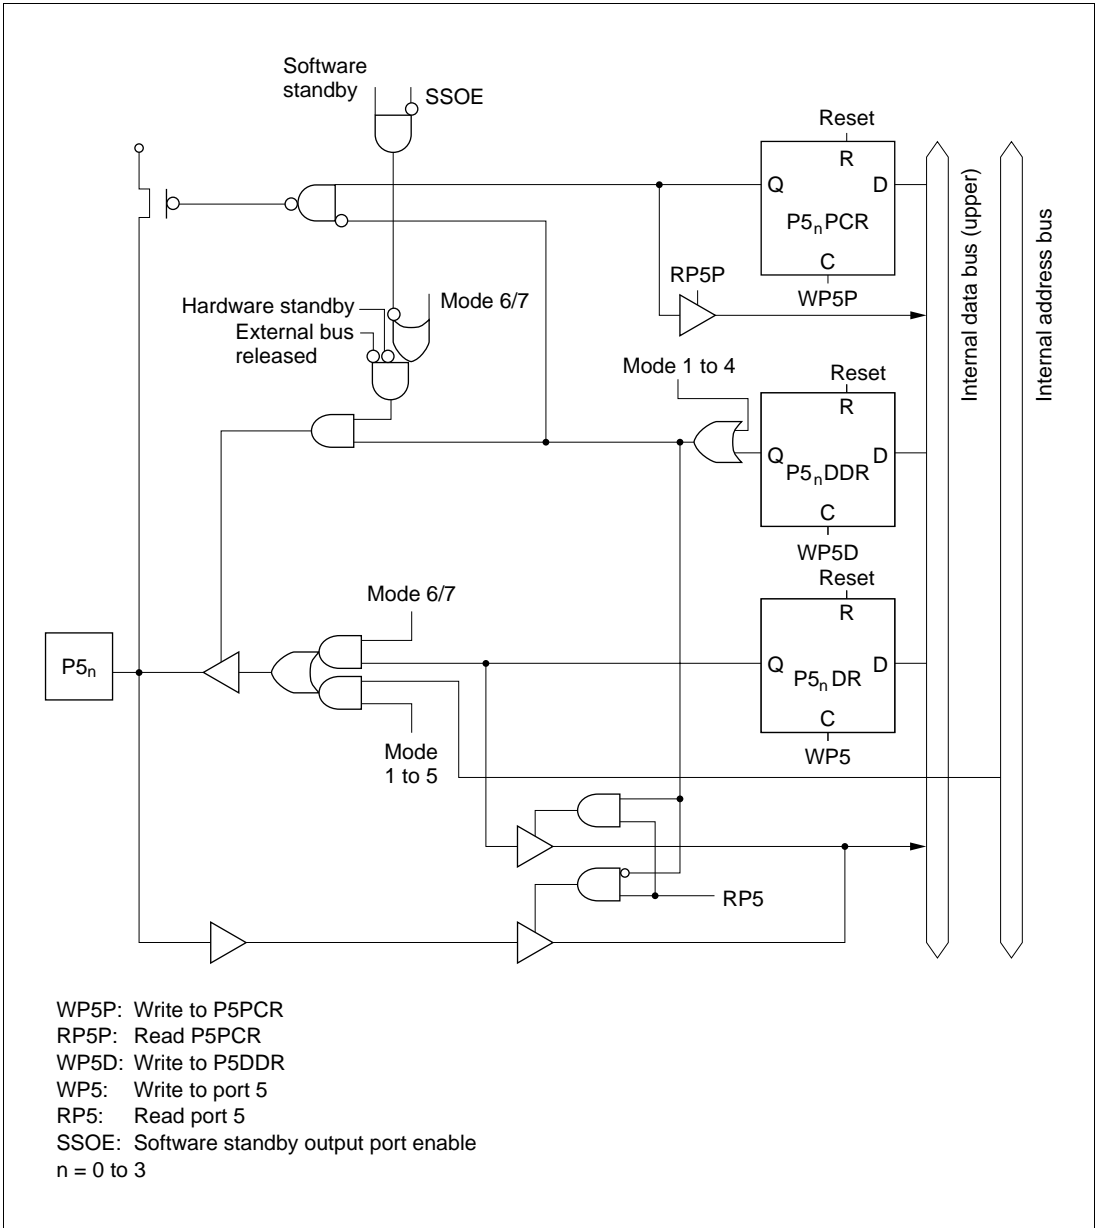 Software
standby
SSOE
Reset
R
Q
D
P5nPCR
C
WP5P
RP5P
Hardware standby
External bus
released
Mode 6/7
Mode 1 to 4
Reset
R
Q
D
P5nDDR
C
WP5D
Internal data bus (upper)
Internal address bus
Reset
R
Q
D
P5n DR
C
WP5
Mode 6/7
P5n
Mode
1 to 5
RP5
WP5P: Write to P5PCR
RP5P: Read P5PCR
WP5D: Write to P5DDR
WP5: Write to port 5
RP5: Read port 5
SSOE: Software standby output port enable
n = 0 to 3